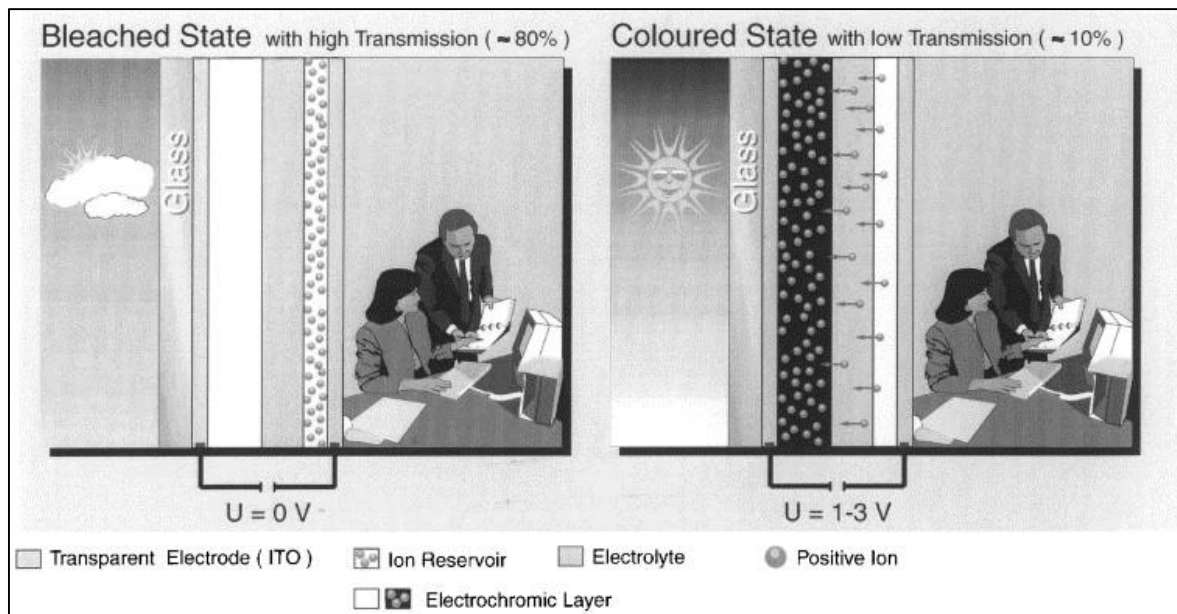 Bleached State with high Transmission ( ≈ 80% )
Coloured State with low Transmission ( ≈ 10% )
Glass
Glass
U = 0 V
U = 1-3 V
Transparent Electrode ( ITO )
Ion Reservoir
Electrolyte
Positive Ion
Electrochromic Layer